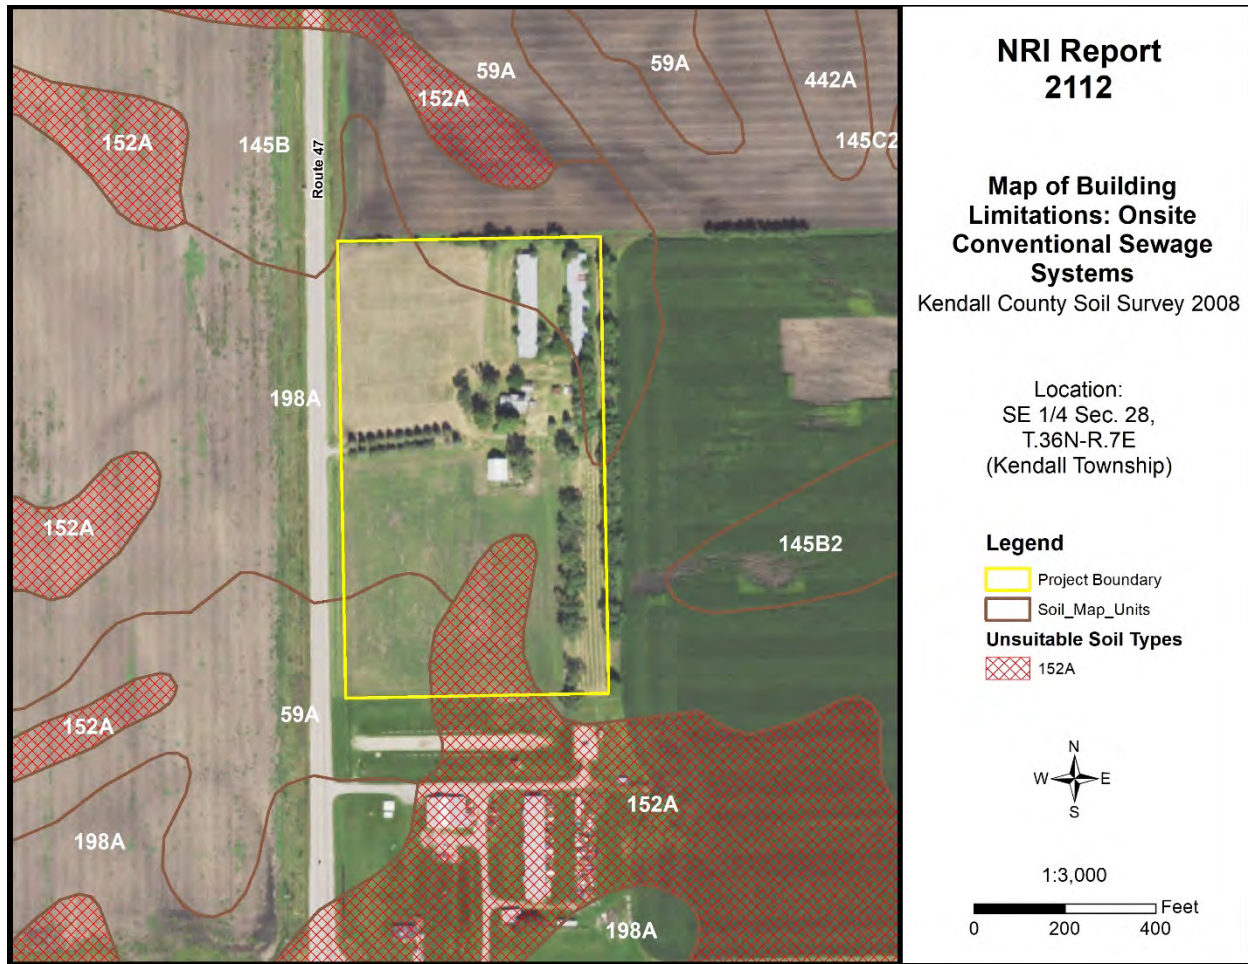 59A
59A
442A
152A
152A
145B
145C2
Route 47
198A
152A
145B2
152A
59A
152A
198A
198A
NRI Report
2112
Map of Building
Limitations: Onsite
Conventional Sewage
Systems
Kendall County Soil Survey 2008
Location:
SE 1/4 Sec. 28,
T.36N-R.7E
(Kendall Township)
Legend
Project Boundary
Soil_Map_Units
Unsuitable Soil Types
152A
N
W E
S
1:3,000
Feet
0 200 400